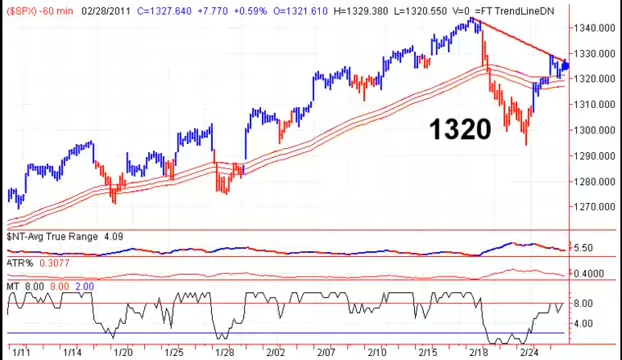 ($SPX) - 60 min 02/28/2011 C=1327.640 +7.770 +0.59% O=1321.610 H=1329.380 L=1320.550 V=0 =FT TrendLineDN
1340.000
1330.000
1320.000
1310.000
1320
1300.000
1290.000
1280.000
1270.000
$NT-Avg True Range 4.09
5.50
ATR% 0.3077
0.4000
MT 8.00 8.00 2.00
8.00
4.00
1/11 1/14 1/20 1/25 1/28 2/02 2/07 2/10 2/15 2/18 2/24